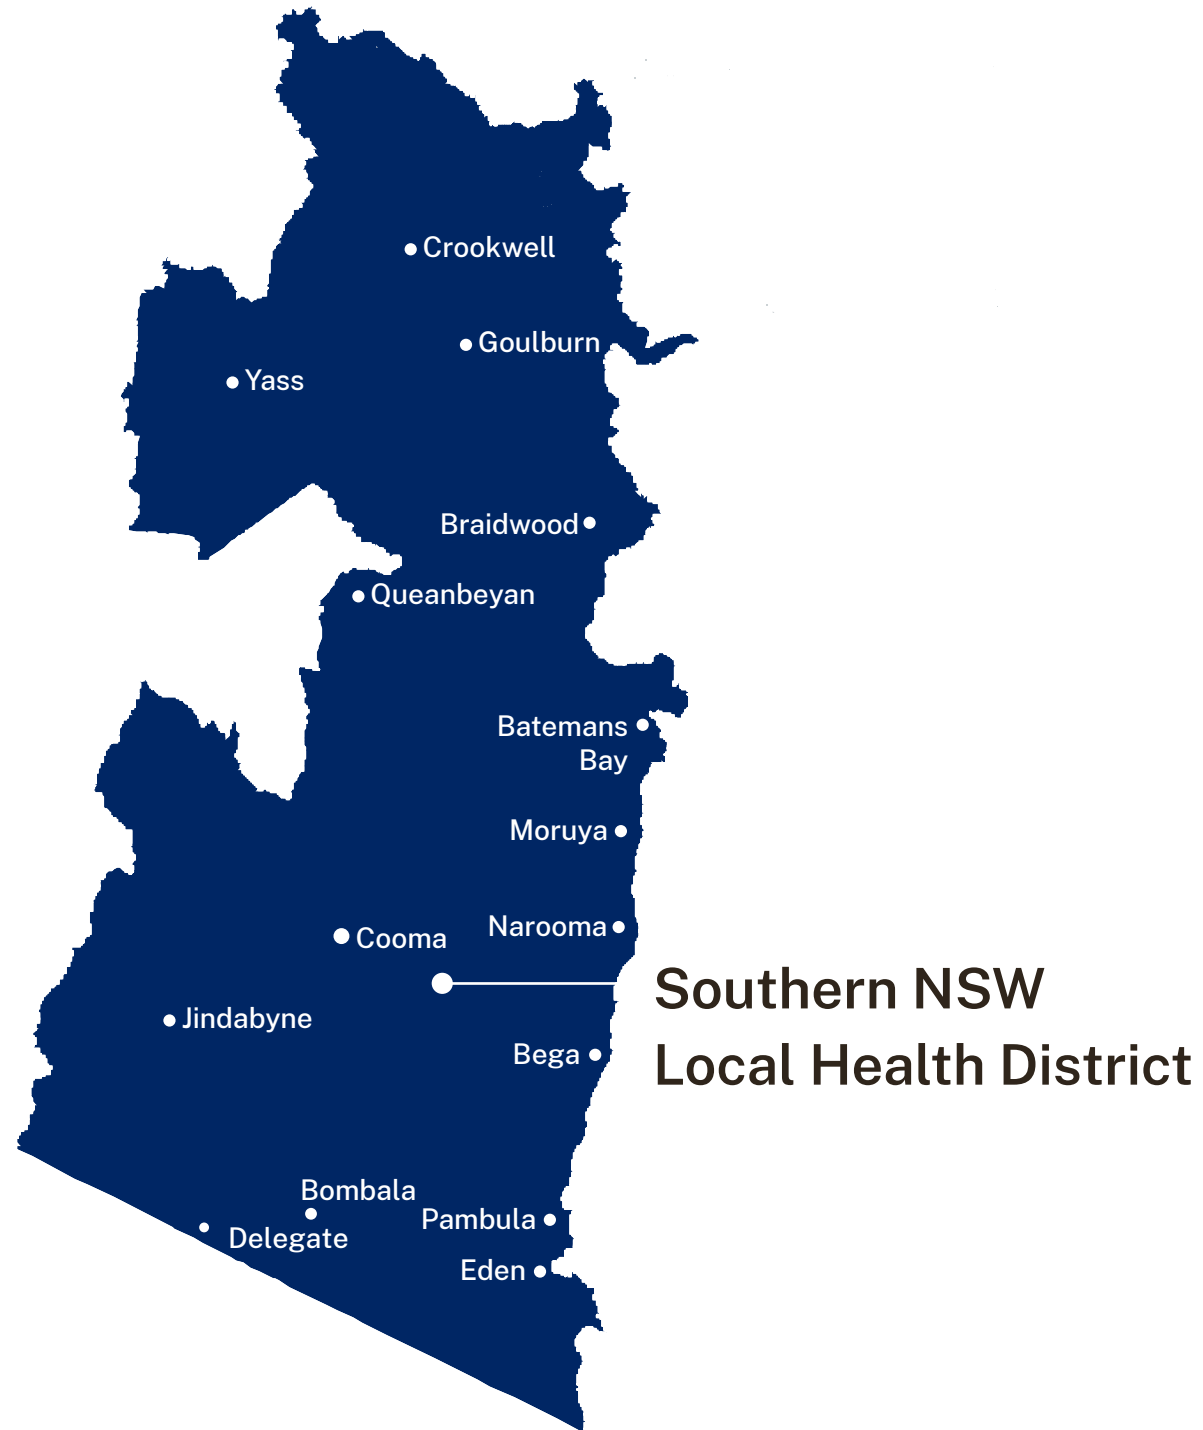 Crookwell
Goulburn
Yass
Braidwood
Queanbeyan
Batemans
Bay
Moruya
Narooma
Cooma
Southern NSW
Local Health District
Jindabyne
Bega
Bombala
Pambula
Delegate
Eden